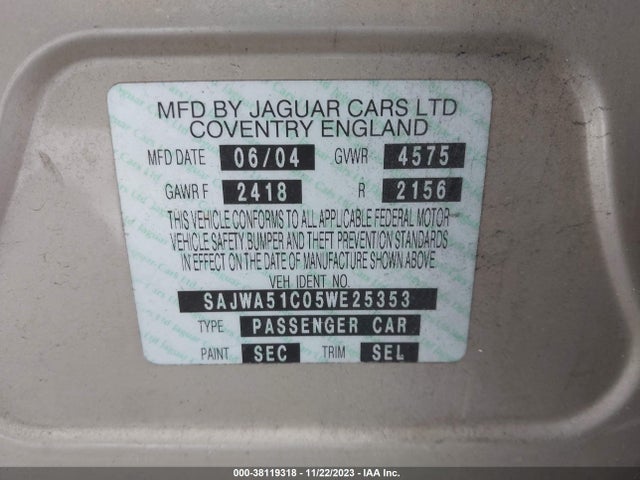 MFD BY JAGUAR CARS LTD
COVENTRY ENGLAND
MFD DATE 06/04 GVWR 4575
GAWR F 2418 R 2156
THIS VEHICLE CONFORMS TO ALL APPLICABLE FEDERAL MOTOR
VEHICLE SAFETY BUMPER AND THEFT PREVENTION STANDARDS
IN EFFECT ON THE DATE OF MANUFACTURE SHOWN ABOVE
VEH IDENT NO.
SAJWA51C05WE25353
TYPE PASSENGER CAR
PAINT SEC TRIM SEL
000-38119318 - 11/22/2023 - IAA Inc.